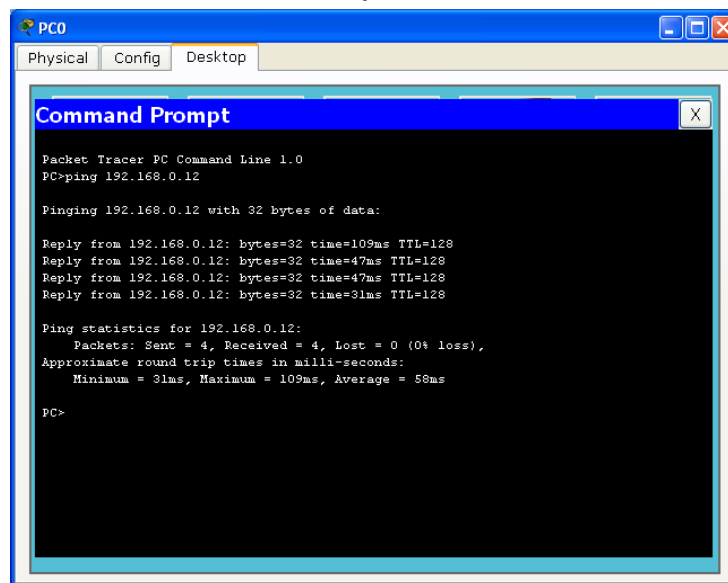 PC0
Physical Config Desktop
Command Prompt X
Packet Tracer PC Command Line 1.0
PC>ping 192.168.0.12
Pinging 192.168.0.12 with 32 bytes of data:
Reply from 192.168.0.12: bytes=32 time=109ms TTL=128
Reply from 192.168.0.12: bytes=32 time=47ms TTL=128
Reply from 192.168.0.12: bytes=32 time=47ms TTL=128
Reply from 192.168.0.12: bytes=32 time=31ms TTL=128
Ping statistics for 192.168.0.12:
Packets: Sent = 4, Received = 4, Lost = 0 (0% loss),
Approximate round trip times in milli-seconds:
Minimum = 31ms, Maximum = 109ms, Average = 58ms
PC>